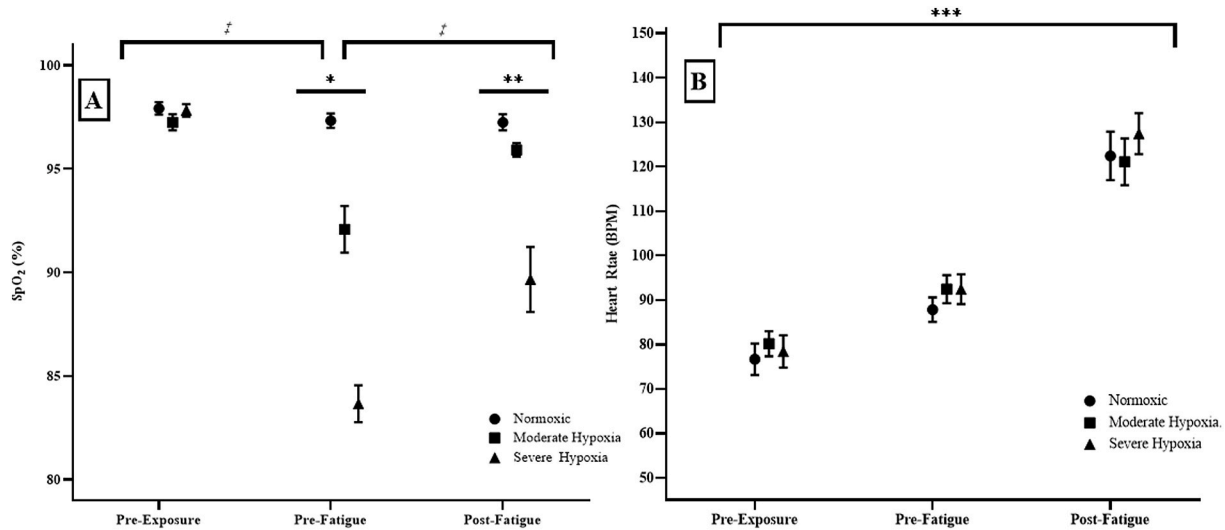 ‡ ‡
* **
A
100
95
90
85
80
SpO₂ (%)
Normoxic
Moderate Hypoxia
Severe Hypoxia
Pre-Exposure Pre-Fatigue Post-Fatigue
***
B
150
140
130
120
110
100
90
80
70
60
50
Heart Rtae (BPM)
Normoxic
Moderate Hypoxia.
Severe Hypoxia
Pre-Exposure Pre-Fatigue Post-Fatigue